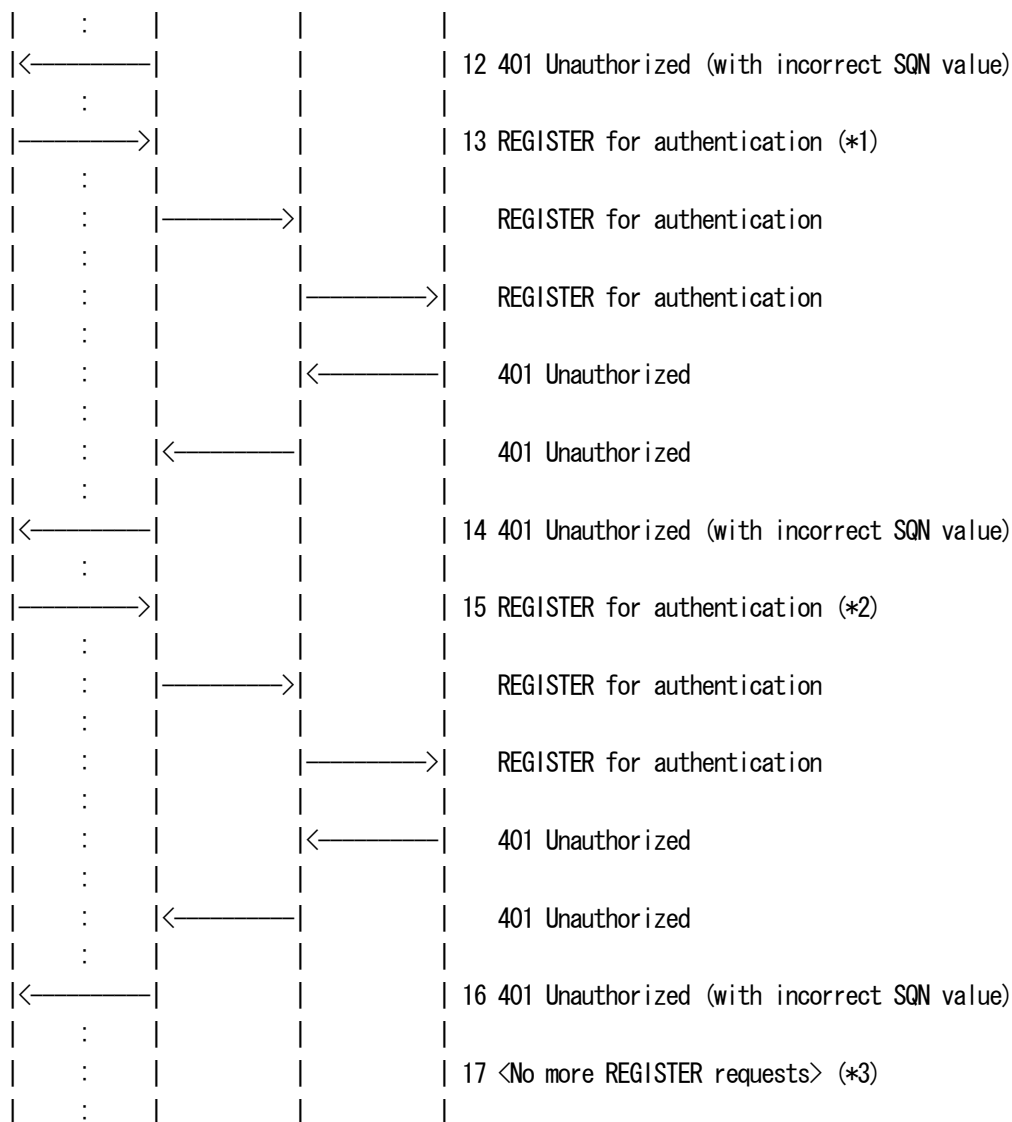 12 401 Unauthorized (with incorrect SQN value)
13 REGISTER for authentication (*1)
REGISTER for authentication
REGISTER for authentication
401 Unauthorized
401 Unauthorized
14 401 Unauthorized (with incorrect SQN value)
15 REGISTER for authentication (*2)
REGISTER for authentication
REGISTER for authentication
401 Unauthorized
401 Unauthorized
16 401 Unauthorized (with incorrect SQN value)
17 <No more REGISTER requests> (*3)